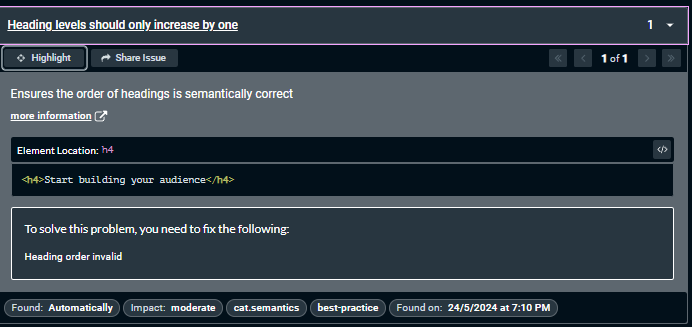 Heading levels should only increase by one
1
Highlight
Share Issue
1 of 1
Ensures the order of headings is semantically correct
more information
Element Location: h4
</>
<h4>Start building your audience</h4>
To solve this problem, you need to fix the following:
Heading order invalid
Found: Automatically
Impact: moderate
cat.semantics
best-practice
Found on: 24/5/2024 at 7:10 PM